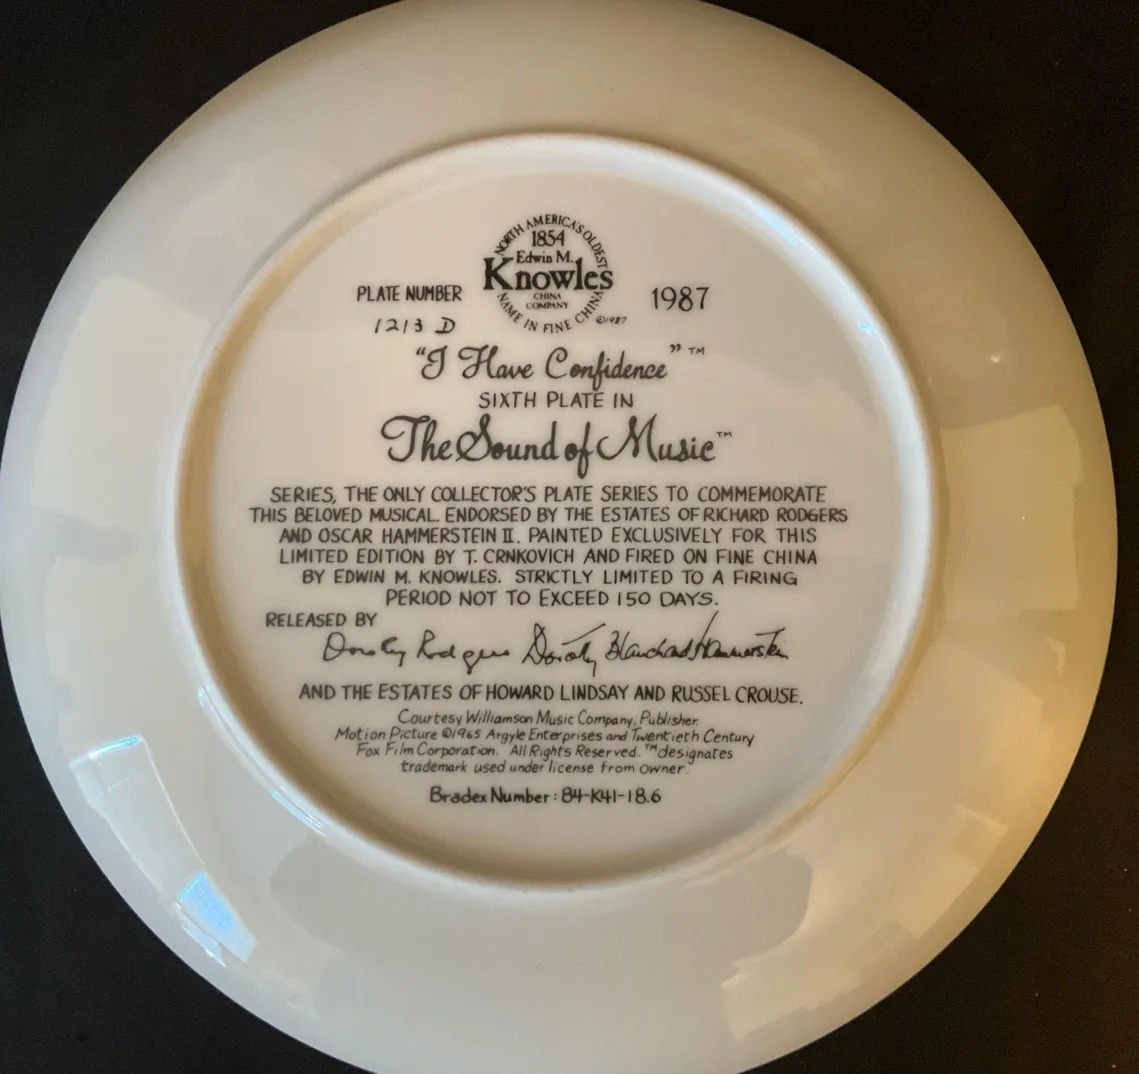 NORTH AMERICA'S OLDEST
1854
Edwin M.
Knowles
CHINA
COMPANY
NAME IN FINE CHINA
©1987
PLATE NUMBER
1213 D
1987
"I Have Confidence"™
SIXTH PLATE IN
The Sound of Music™
SERIES, THE ONLY COLLECTOR'S PLATE SERIES TO COMMEMORATE
THIS BELOVED MUSICAL. ENDORSED BY THE ESTATES OF RICHARD RODGERS
AND OSCAR HAMMERSTEIN II. PAINTED EXCLUSIVELY FOR THIS
LIMITED EDITION BY T. CRNKOVICH AND FIRED ON FINE CHINA
BY EDWIN M. KNOWLES. STRICTLY LIMITED TO A FIRING
PERIOD NOT TO EXCEED 150 DAYS.
RELEASED BY
Dorothy Rodgers Dorothy Blanchard Hammerstein
AND THE ESTATES OF HOWARD LINDSAY AND RUSSEL CROUSE.
Courtesy Williamson Music Company, Publisher.
Motion Picture ©1965 Argyle Enterprises and Twentieth Century
Fox Film Corporation. All Rights Reserved. ™designates
trademark used under license from owner.
Bradex Number: 84-K41-18.6